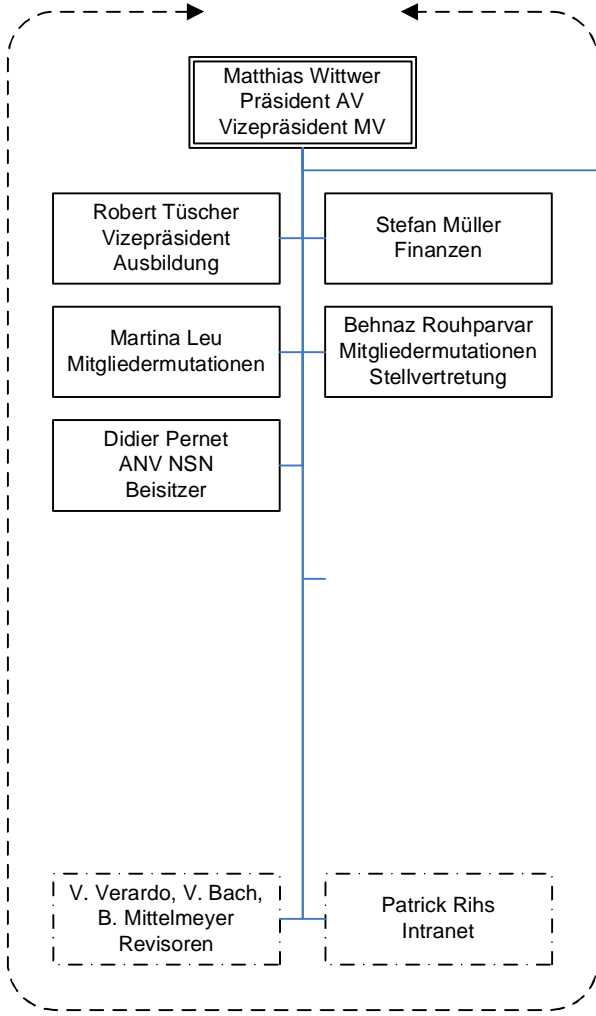 Matthias Wittwer
Präsident AV
Vizepräsident MV
Robert Tüscher
Vizepräsident
Ausbildung
Stefan Müller
Finanzen
Martina Leu
Mitgliedermutationen
Behnaz Rouhparvar
Mitgliedermutationen
Stellvertretung
Didier Pernet
ANV NSN
Beisitzer
V. Verardo, V. Bach,
B. Mittelmeyer
Revisoren
Patrick Rihs
Intranet